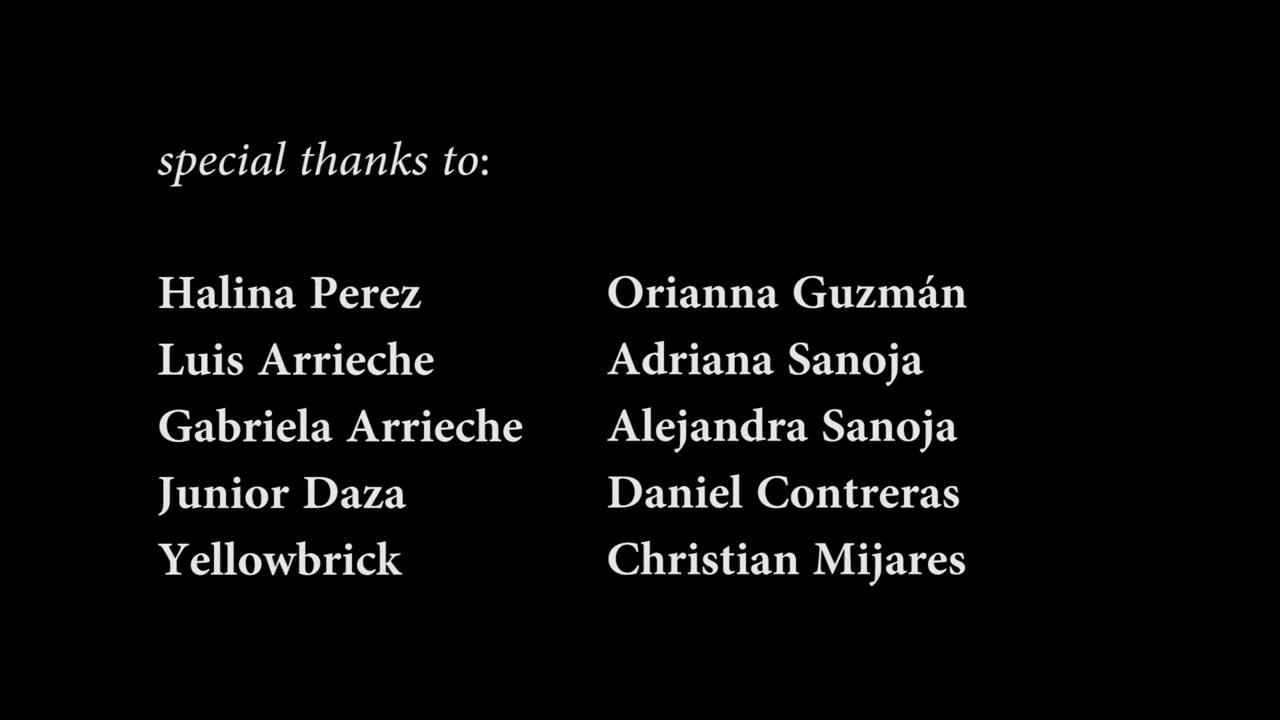 special thanks to:
Halina Perez
Luis Arrieche
Gabriela Arrieche
Junior Daza
Yellowbrick
Orianna Guzmán
Adriana Sanoja
Alejandra Sanoja
Daniel Contreras
Christian Mijares